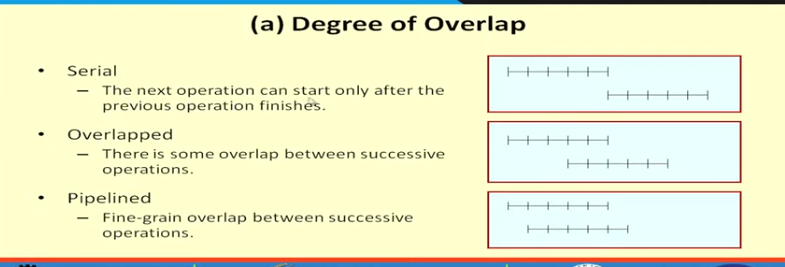 (a) Degree of Overlap
• Serial
– The next operation can start only after the
previous operation finishes.
• Overlapped
– There is some overlap between successive
operations.
• Pipelined
– Fine-grain overlap between successive
operations.